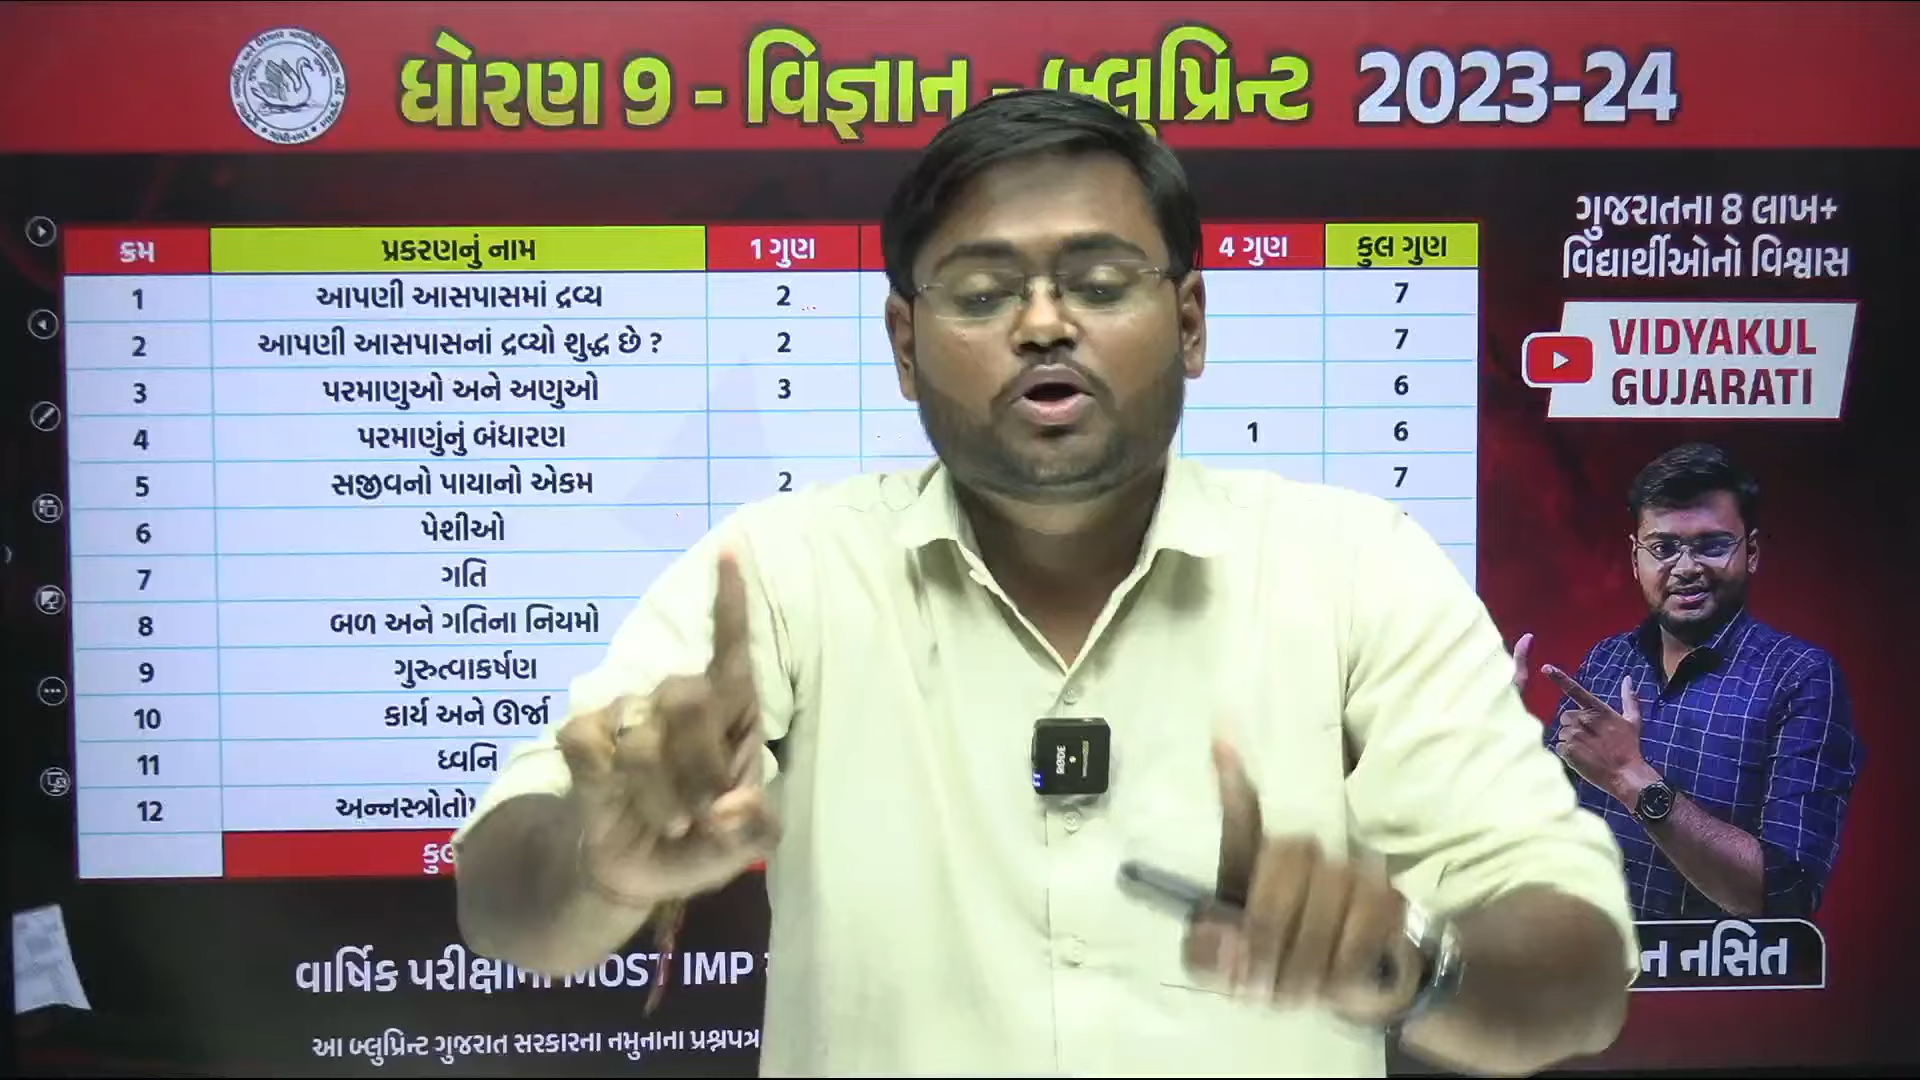 ધોરણ 9 - વિજ્ઞાન - બ્લુપ્રિન્ટ 2023-24
ગુજરાતના 8 લાખ+
વિદ્યાર્થીઓનો વિશ્વાસ
VIDYAKUL
GUJARATI
ક્રમ પ્રકરણનું નામ 1 ગુણ 4 ગુણ કુલ ગુણ
1 આપણી આસપાસમાં દ્રવ્ય 2 7
2 આપણી આસપાસનાં દ્રવ્યો શુદ્ધ છે ? 2 7
3 પરમાણુઓ અને અણુઓ 3 6
4 પરમાણુંનું બંધારણ 1 6
5 સજીવનો પાયાનો એકમ 2 7
6 પેશીઓ
7 ગતિ
8 બળ અને ગતિના નિયમો
9 ગુરુત્વાકર્ષણ
10 કાર્ય અને ઊર્જા
11 ધ્વનિ
12
વાર્ષિક પરીક્ષાના MOST IMP
નસિત
આ બ્લુપ્રિન્ટ ગુજરાત સરકારના નમુનાના પ્રશ્નપત્ર
RODE